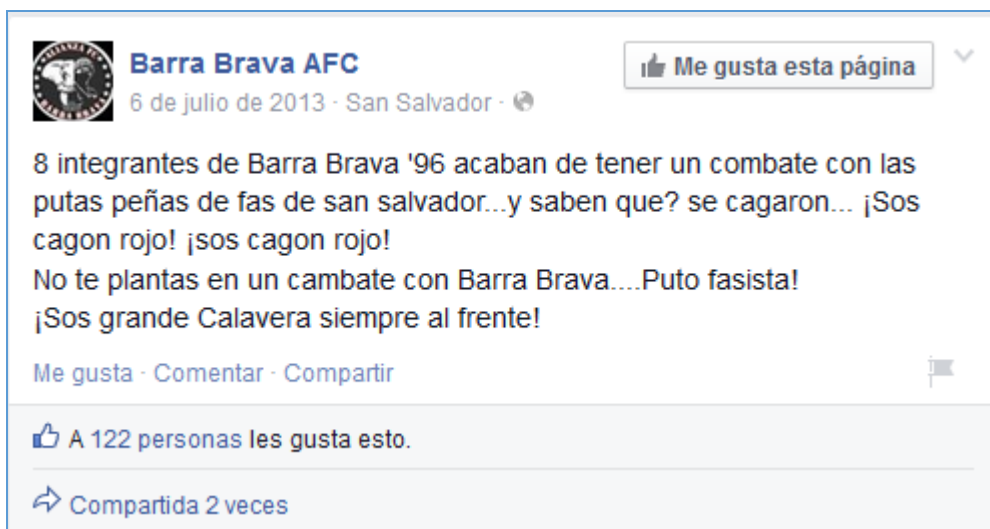 Barra Brava AFC
Me gusta esta página
6 de julio de 2013 · San Salvador ·
8 integrantes de Barra Brava '96 acaban de tener un combate con las
putas peñas de fas de san salvador...y saben que? se cagaron... ¡Sos
cagon rojo! ¡sos cagon rojo!
No te plantas en un cambate con Barra Brava....Puto fasista!
¡Sos grande Calavera siempre al frente!
Me gusta · Comentar · Compartir
A 122 personas les gusta esto.
Compartida 2 veces